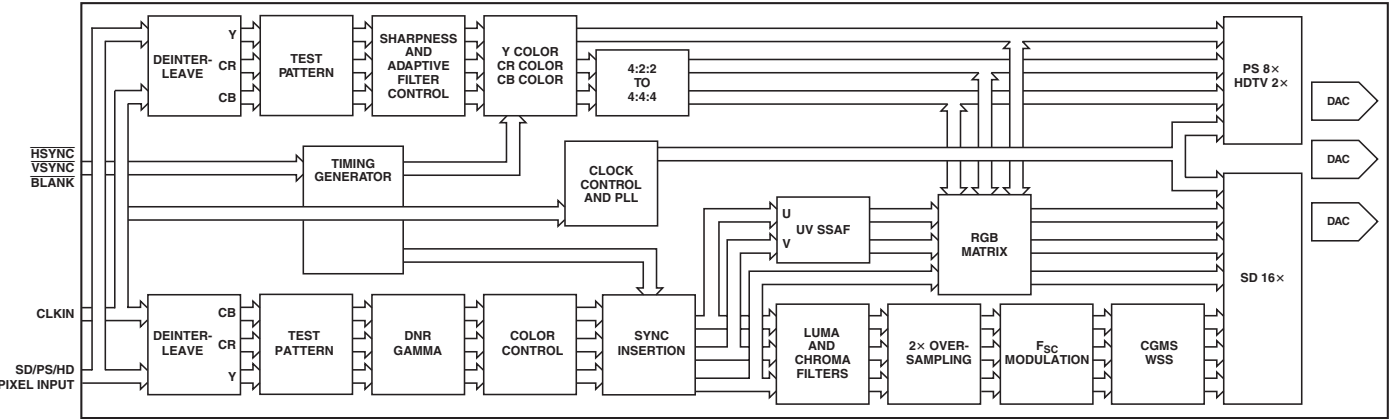 DEINTER-
LEAVE
Y
CR
CB
TEST
PATTERN
SHARPNESS
AND
ADAPTIVE
FILTER
CONTROL
Y COLOR
CR COLOR
CB COLOR
4:2:2
TO
4:4:4
PS 8×
HDTV 2×
DAC
DAC
DAC
HSYNC
VSYNC
BLANK
TIMING
GENERATOR
CLOCK
CONTROL
AND PLL
U
V
UV SSAF
RGB
MATRIX
SD 16×
CLKIN
SD/PS/HD
PIXEL INPUT
DEINTER-
LEAVE
CB
CR
Y
TEST
PATTERN
DNR
GAMMA
COLOR
CONTROL
SYNC
INSERTION
LUMA
AND
CHROMA
FILTERS
2× OVER-
SAMPLING
FSC
MODULATION
CGMS
WSS